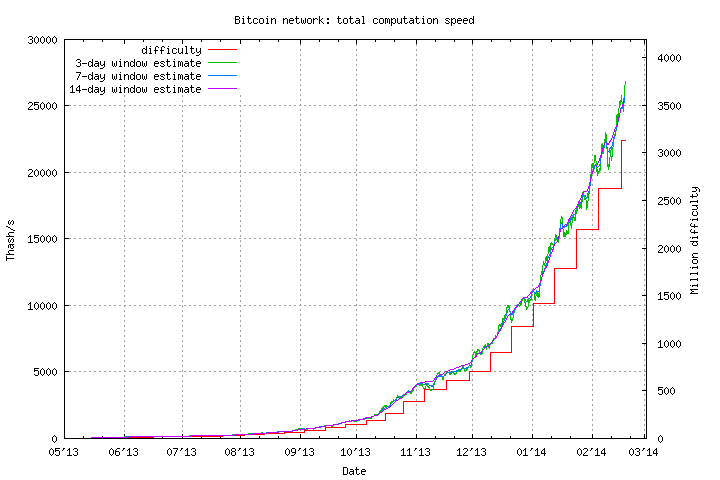 Bitcoin network: total computation speed
difficulty
3-day window estimate
7-day window estimate
14-day window estimate
30000
25000
20000
15000
10000
5000
0
Thash/s
4000
3500
3000
2500
2000
1500
1000
500
0
Million difficulty
05'13 06'13 07'13 08'13 09'13 10'13 11'13 12'13 01'14 02'14 03'14
Date